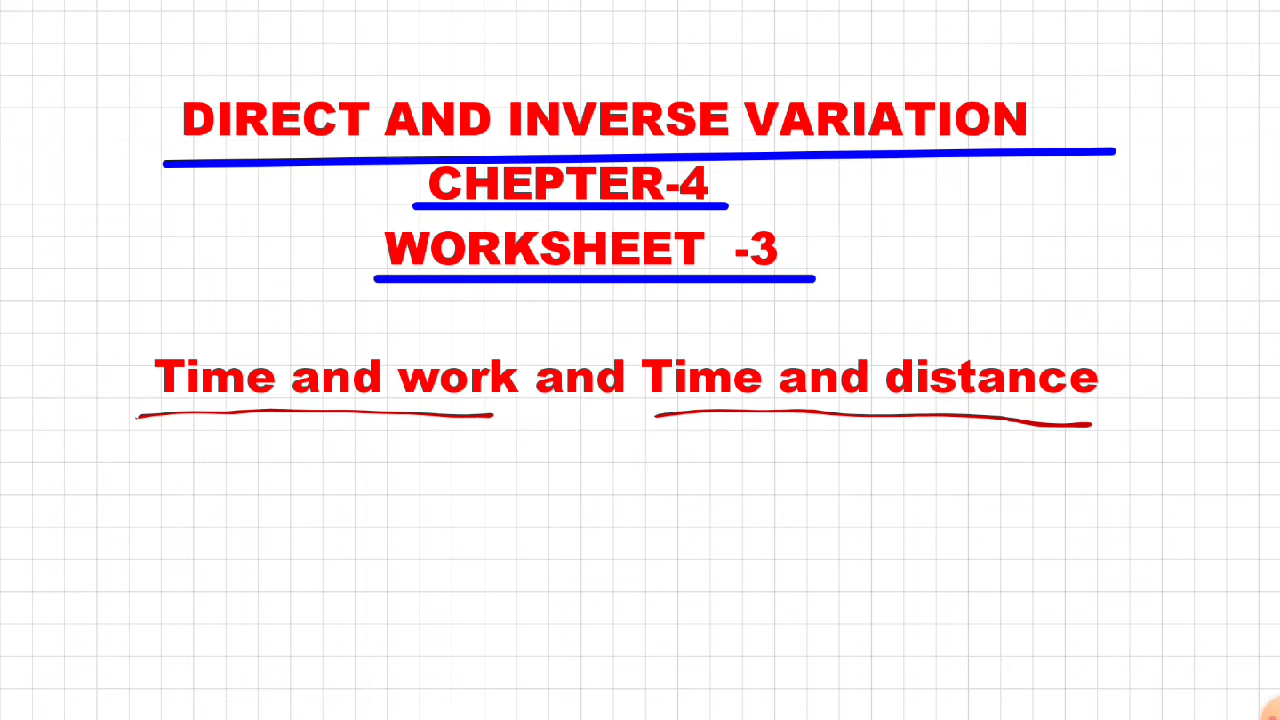 DIRECT AND INVERSE VARIATION
CHEPTER-4
WORKSHEET -3
Time and work and Time and distance